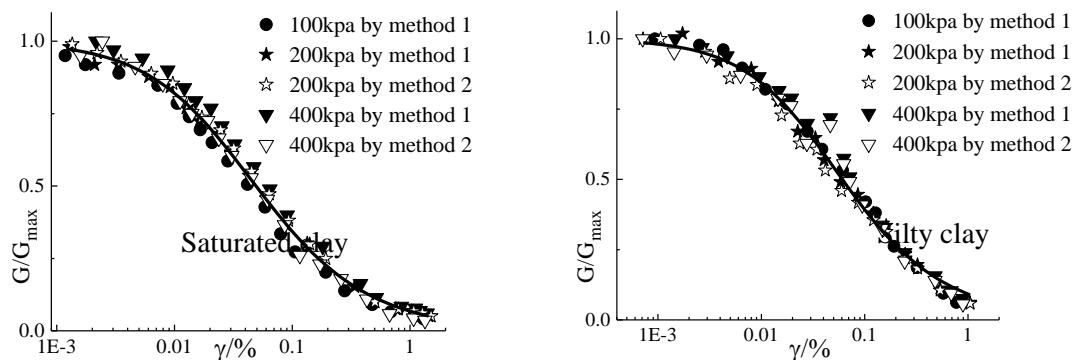 100kpa by method 1
200kpa by method 1
200kpa by method 2
400kpa by method 1
400kpa by method 2
1.0
0.5
0.0
G/Gmax
Saturated clay
1E-3 0.01 0.1 1
γ/%
100kpa by method 1
200kpa by method 1
200kpa by method 2
400kpa by method 1
400kpa by method 2
1.0
0.5
0.0
G/Gmax
Silty clay
1E-3 0.01 0.1 1
γ/%